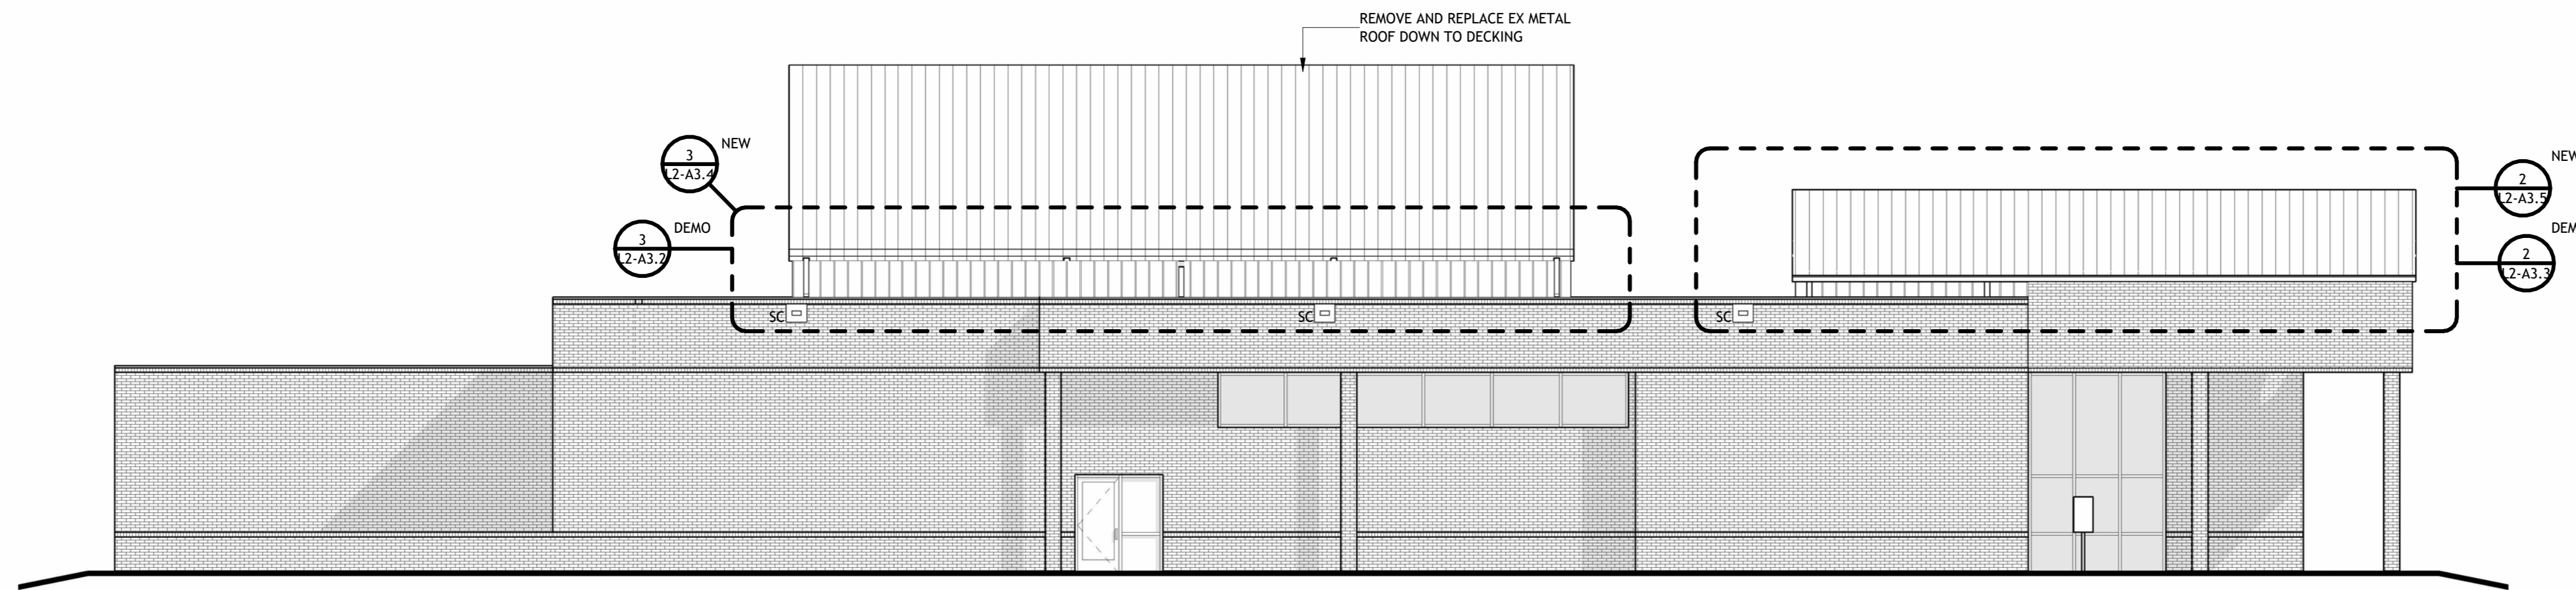 REMOVE AND REPLACE EX METAL
ROOF DOWN TO DECKING
3
L2-A3.4
NEW
3
L2-A3.2
DEMO
NEW
2
L2-A3.5
DEM
2
L2-A3.3
SC
SC
SC